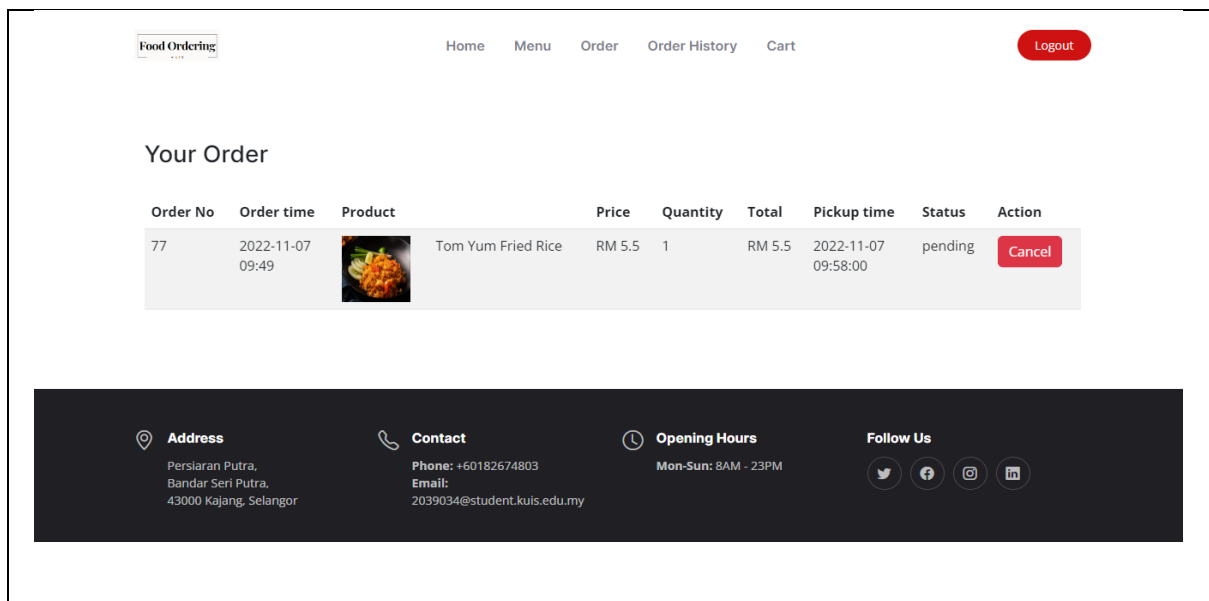 Food Ordering
Home Menu Order Order History Cart
Logout
Your Order
Order No Order time Product Price Quantity Total Pickup time Status Action
77 2022-11-07 Tom Yum Fried Rice RM 5.5 1 RM 5.5 2022-11-07 pending Cancel
09:49 09:58:00
Address
Persiaran Putra,
Bandar Seri Putra,
43000 Kajang, Selangor
Contact
Phone: +60182674803
Email:
2039034@student.kuis.edu.my
Opening Hours
Mon-Sun: 8AM - 23PM
Follow Us